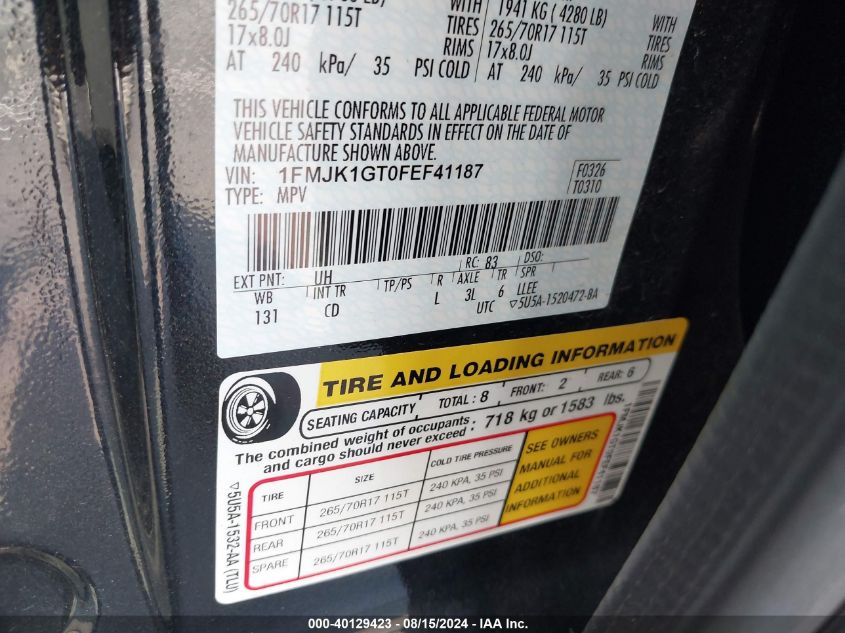 265/70R17 115T
17x8.0J
AT 240 kPa/ 35 PSI COLD
WITH
TIRES
RIMS
1941 KG ( 4280 LB)
265/70R17 115T
17x8.0J
AT 240 kPa/ 35 PSI COLD
WITH
TIRES
RIMS
THIS VEHICLE CONFORMS TO ALL APPLICABLE FEDERAL MOTOR
VEHICLE SAFETY STANDARDS IN EFFECT ON THE DATE OF
MANUFACTURE SHOWN ABOVE.
VIN: 1FMJK1GT0FEF41187
TYPE: MPV
F0326
T0310
EXT PNT: UH RC: 83 DSO:
WB INT TR TP/PS R AXLE TR SPR
131 CD L 3L 6 LLEE
UTC ▽5U5A-1520472-BA
TIRE AND LOADING INFORMATION
SEATING CAPACITY TOTAL : 8 FRONT: 2 REAR: 6
The combined weight of occupants
and cargo should never exceed : 718 kg or 1583 lbs.
TIRE SIZE COLD TIRE PRESSURE
FRONT 265/70R17 115T 240 KPA, 35 PSI
REAR 265/70R17 115T 240 KPA, 35 PSI
SPARE 265/70R17 115T 240 KPA, 35 PSI
SEE OWNERS
MANUAL FOR
ADDITIONAL
INFORMATION
▽5U5A-1532-AA (TLU)
000-40129423 - 08/15/2024 - IAA Inc.